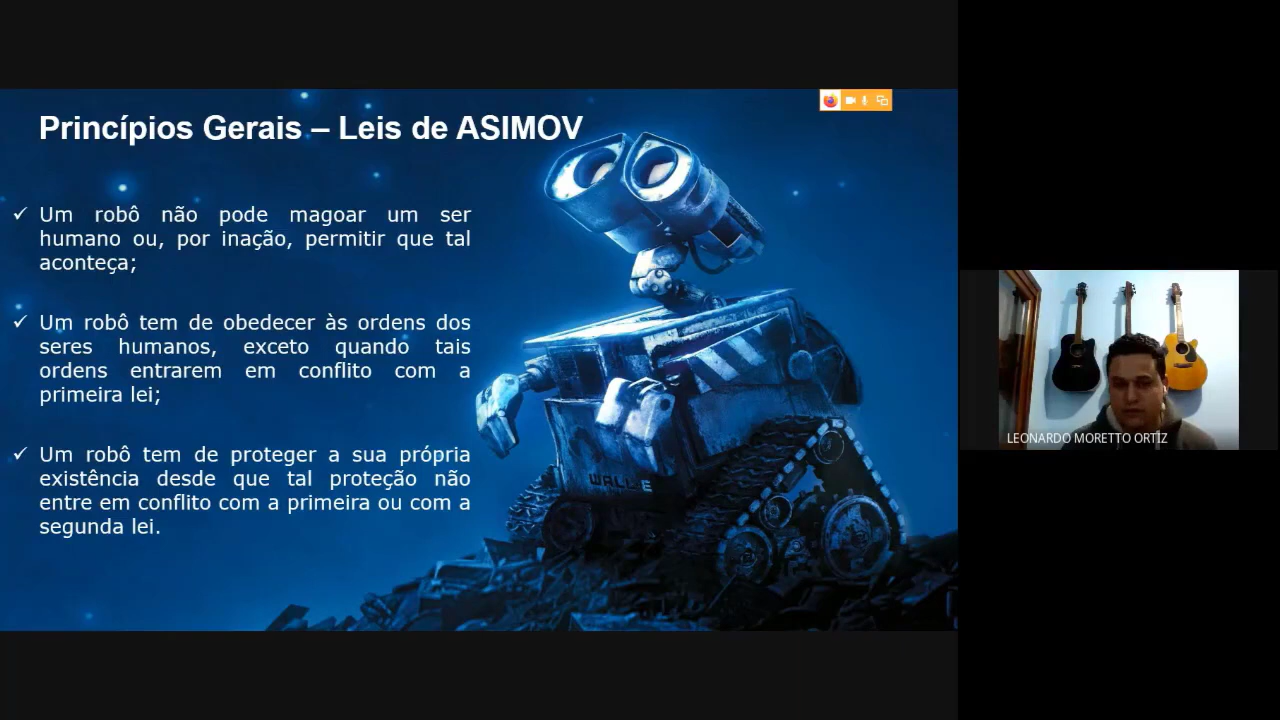 Princípios Gerais – Leis de ASIMOV
✓ Um robô não pode magoar um ser
humano ou, por inação, permitir que tal
aconteça;
✓ Um robô tem de obedecer às ordens dos
seres humanos, exceto quando tais
ordens entrarem em conflito com a
primeira lei;
✓ Um robô tem de proteger a sua própria
existência desde que tal proteção não
entre em conflito com a primeira ou com a
segunda lei.
WALL-E
LEONARDO MORETTO ORTIZ